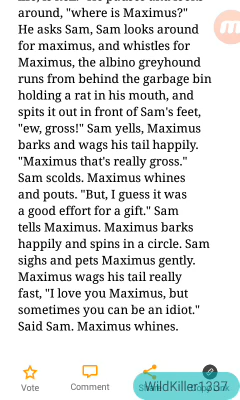 around, "where is Maximus?"
He asks Sam, Sam looks around
for maximus, and whistles for
Maximus, the albino greyhound
runs from behind the garbage bin
holding a rat in his mouth, and
spits it out in front of Sam's feet,
"ew, gross!" Sam yells, Maximus
barks and wags his tail happily.
"Maximus that's really gross."
Sam scolds. Maximus whines
and pouts. "But, I guess it was
a good effort for a gift." Sam
tells Maximus. Maximus barks
happily and spins in a circle. Sam
sighs and pets Maximus gently.
Maximus wags his tail really
fast, "I love you Maximus, but
sometimes you can be an idiot."
Said Sam. Maximus whines.
Vote Comment
WildKiller1337